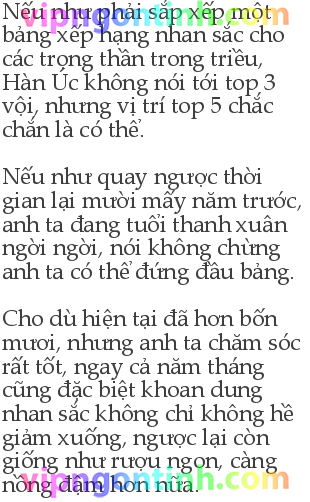 Nếu như phải sắp xếp một
bảng xếp hạng nhan sắc cho
các trọng thần trong triều,
Hàn Úc không nói tới top 3
vội, nhưng vị trí top 5 chắc
chắn là có thể.
Nếu như quay ngược thời
gian lại mười mấy năm trước,
anh ta đang tuổi thanh xuân
ngời ngời, nói không chừng
anh ta có thể đứng đầu bảng.
Cho dù hiện tại đã hơn bốn
mươi, nhưng anh ta chăm sóc
rất tốt, ngay cả năm tháng
cũng đặc biệt khoan dung
nhan sắc không chỉ không hề
giảm xuống, ngược lại còn
giống như rượu ngon, càng
nồng đậm hơn nữa.
vipngontinh.com
vipngontinh.com